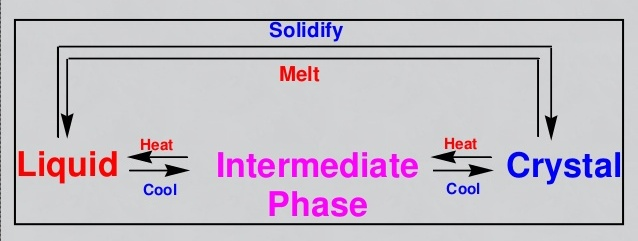 Solidify
Melt
Heat
Heat
Liquid
Intermediate
Crystal
Cool
Cool
Phase